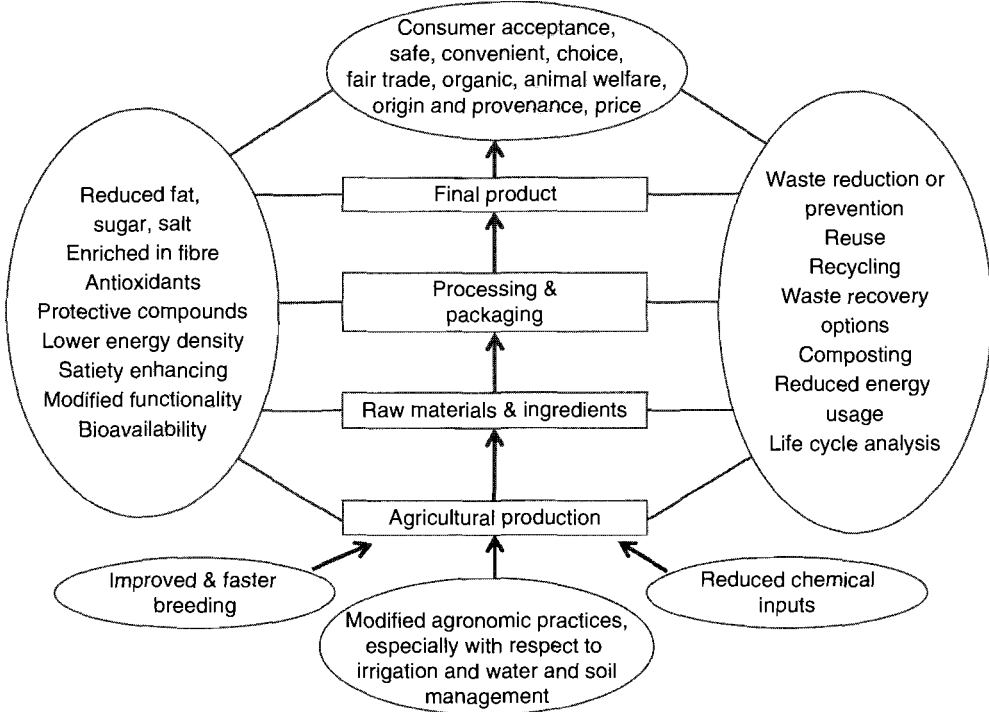 Consumer acceptance,
safe, convenient, choice,
fair trade, organic, animal welfare,
origin and provenance, price
Reduced fat,
sugar, salt
Enriched in fibre
Antioxidants
Protective compounds
Lower energy density
Satiety enhancing
Modified functionality
Bioavailability
Final product
Processing &
packaging
Raw materials & ingredients
Agricultural production
Waste reduction or
prevention
Reuse
Recycling
Waste recovery
options
Composting
Reduced energy
usage
Life cycle analysis
Improved & faster
breeding
Modified agronomic practices,
especially with respect to
irrigation and water and soil
management
Reduced chemical
inputs